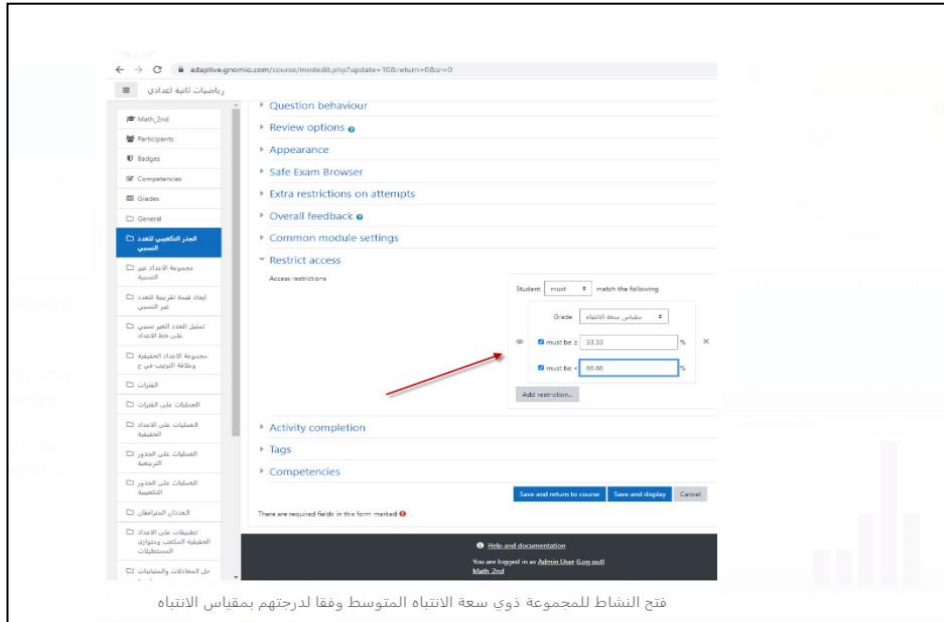 adaptive.gnomio.com/course/modedit.php?update=10&return=0&sr=0
رياضيات ثانية اعدادي
Math_2nd
Participants
Badges
Competencies
Grades
General
الجذر التكعيبي للعدد
النسبي
مجموعة الاعداد غير
النسبية
ايجاد قيمة تقريبية للعدد
غير النسبي
تمثيل العدد الغير نسبي
على خط الاعداد
مجموعة الاعداد الحقيقية
وعلاقة الترتيب في ح
الفترات
العمليات على الفترات
العمليات على الاعداد
الحقيقية
العمليات على الجذور
التربيعية
العمليات على الجذور
التكعيبية
العددان المترافقان
تطبيقات على الاعداد
الحقيقية المكعب ومتوازي
المستطيلات
حل المعادلات والمتباينات
Question behaviour
Review options
Appearance
Safe Exam Browser
Extra restrictions on attempts
Overall feedback
Common module settings
Restrict access
Access restrictions
Student must match the following
Grade مقياس سعة الانتباه
must be ≥ 33.33 %
must be < 66.66 %
Add restriction...
Activity completion
Tags
Competencies
Save and return to course Save and display Cancel
There are required fields in this form marked
Help and documentation
You are logged in as Admin User (Log out)
Math_2nd
فتح النشاط للمجموعة ذوي سعة الانتباه المتوسط وفقا لدرجتهم بمقياس الانتباه